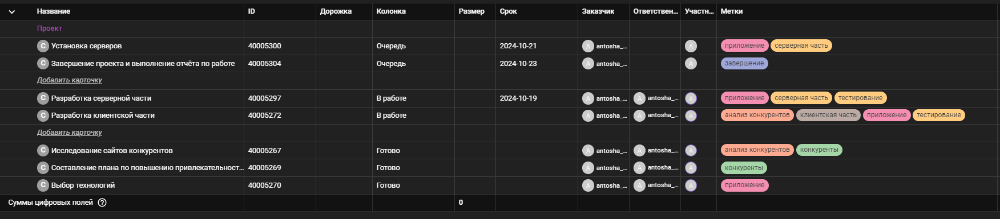 Название ID Дорожка Колонка Размер Срок Заказчик Ответствен... Участн... Метки
Проект
С Установка серверов 40005300 Очередь 2024-10-21 A antosha_... A приложение серверная часть
С Завершение проекта и выполнение отчёта по работе 40005304 Очередь 2024-10-23 A antosha_... A завершение
Добавить карточку
С Разработка серверной части 40005297 В работе 2024-10-19 A antosha_... A antosha_... A приложение серверная часть тестирование
С Разработка клиентской части 40005272 В работе A antosha_... A antosha_... A анализ конкурентов клиентская часть приложение тестирование
Добавить карточку
С Исследование сайтов конкурентов 40005267 Готово A antosha_... A antosha_... A анализ конкурентов конкуренты
С Составление плана по повышению привлекательност... 40005269 Готово A antosha_... A antosha_... A конкуренты
С Выбор технологий 40005270 Готово A antosha_... A antosha_... A приложение
Суммы цифровых полей ? 0